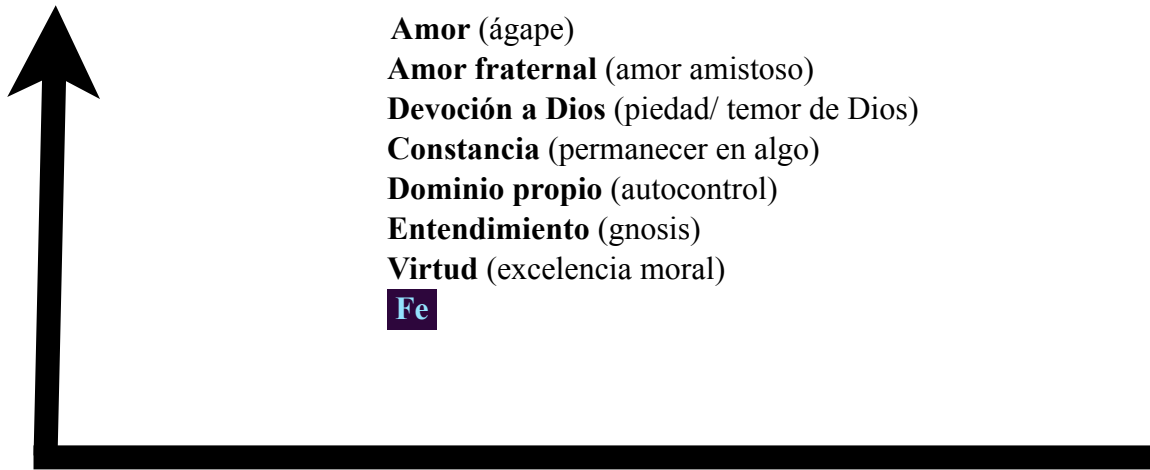 Amor (ágape)
Amor fraternal (amor amistoso)
Devoción a Dios (piedad/ temor de Dios)
Constancia (permanecer en algo)
Dominio propio (autocontrol)
Entendimiento (gnosis)
Virtud (excelencia moral)
Fe